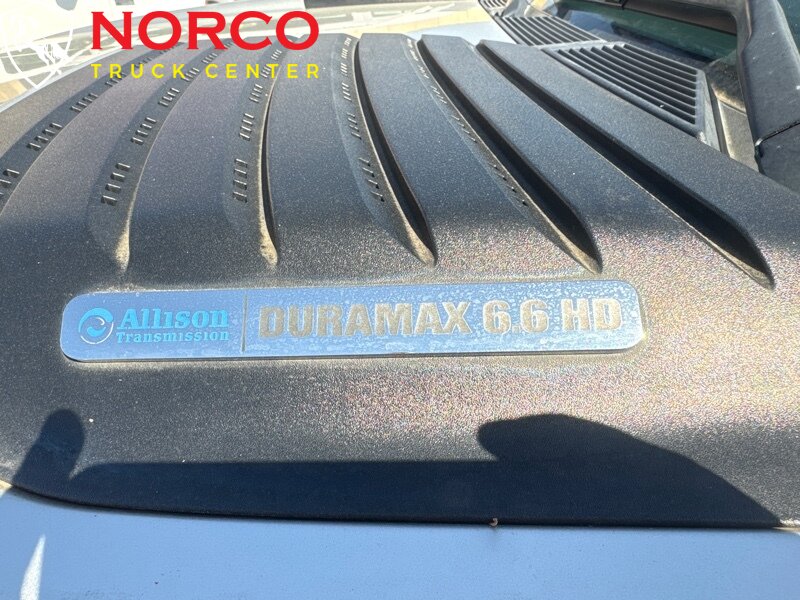 NORCO
TRUCK CENTER
Allison DURAMAX 6.6 HD
Transmission